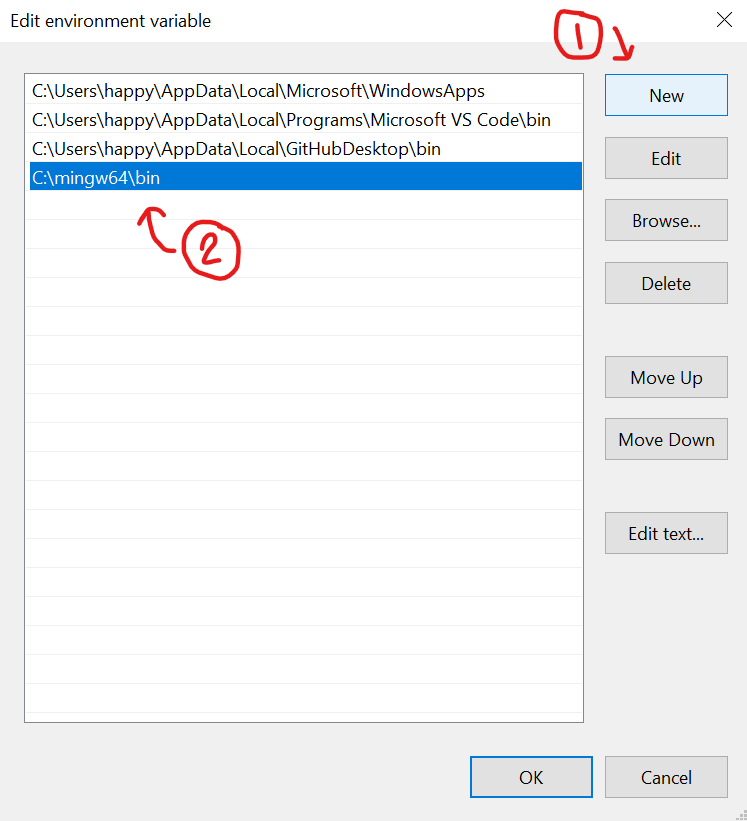 Edit environment variable
1
C:\Users\happy\AppData\Local\Microsoft\WindowsApps
C:\Users\happy\AppData\Local\Programs\Microsoft VS Code\bin
C:\Users\happy\AppData\Local\GitHubDesktop\bin
C:\mingw64\bin
2
New
Edit
Browse...
Delete
Move Up
Move Down
Edit text...
OK
Cancel